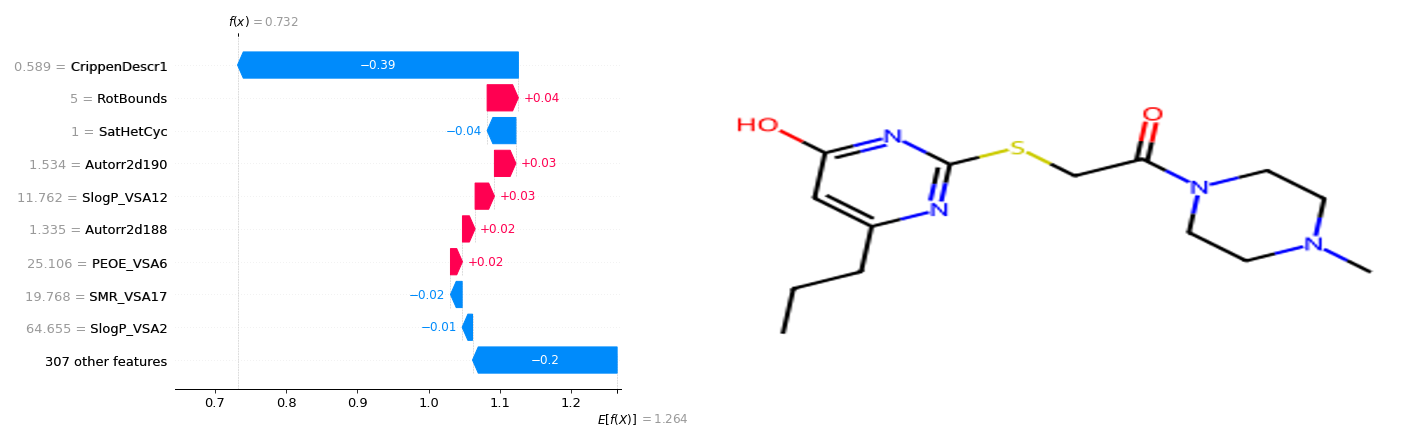 f(x) = 0.732
0.589 = CrippenDescr1
−0.39
5 = RotBounds
+0.04
1 = SatHetCyc
−0.04
1.534 = Autorr2d190
+0.03
11.762 = SlogP_VSA12
+0.03
1.335 = Autorr2d188
+0.02
25.106 = PEOE_VSA6
+0.02
19.768 = SMR_VSA17
−0.02
64.655 = SlogP_VSA2
−0.01
307 other features
−0.2
0.7 0.8 0.9 1.0 1.1 1.2
E[f(X)] = 1.264
HO
N
N
S
O
N
N